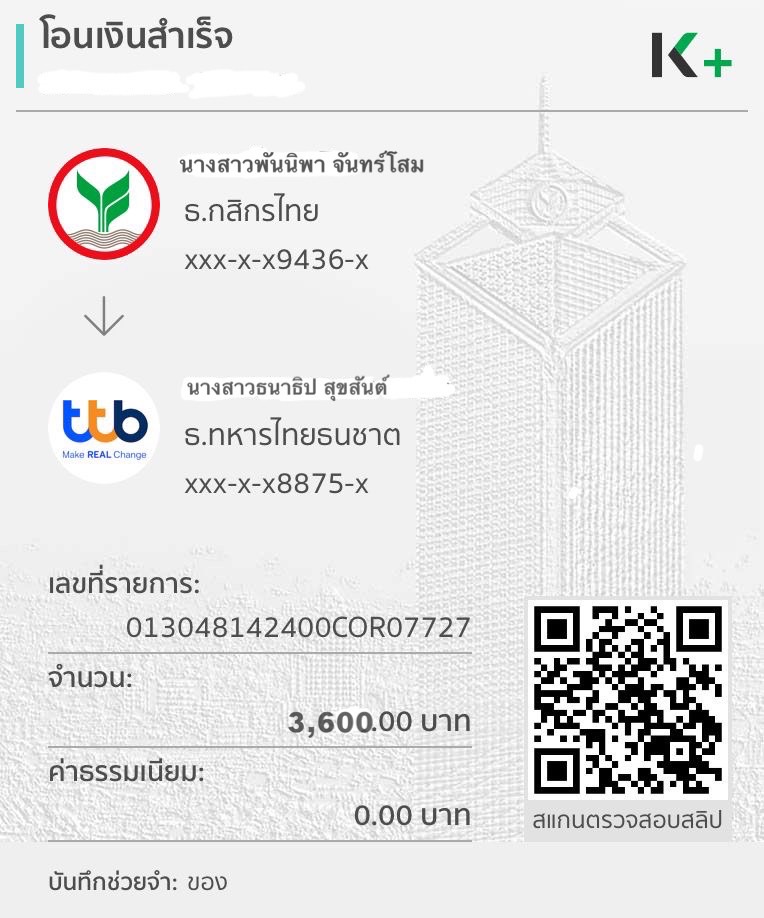 โอนเงินสำเร็จ
K+
นางสาวพันนิพา จันทร์โสม
ธ.กสิกรไทย
xxx-x-x9436-x
ttb
Make REAL Change
นางสาวธนาธิป สุขสันต์
ธ.ทหารไทยธนชาต
xxx-x-x8875-x
เลขที่รายการ:
013048142400COR07727
จำนวน:
3,600.00 บาท
ค่าธรรมเนียม:
0.00 บาท
สแกนตรวจสอบสลิป
บันทึกช่วยจำ: ของ